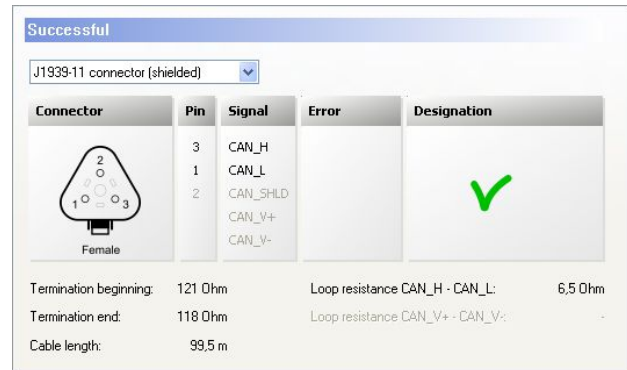 Successful
J1939-11 connector (shielded)
Connector Pin Signal Error Designation
3 CAN_H
1 CAN_L
2 CAN_SHLD
CAN_V+
CAN_V-
2
1 3
Female
Termination beginning: 121 Ohm Loop resistance CAN_H - CAN_L: 6,5 Ohm
Termination end: 118 Ohm Loop resistance CAN_V+ - CAN_V-: -
Cable length: 99,5 m